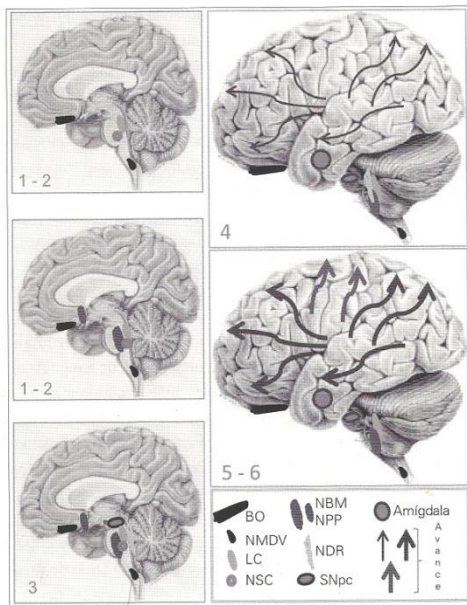 1 - 2
4
1 - 2
5 - 6
3
BO
NMDV
LC
NSC
NBM
NPP
NDR
SNpc
Amígdala
Avance